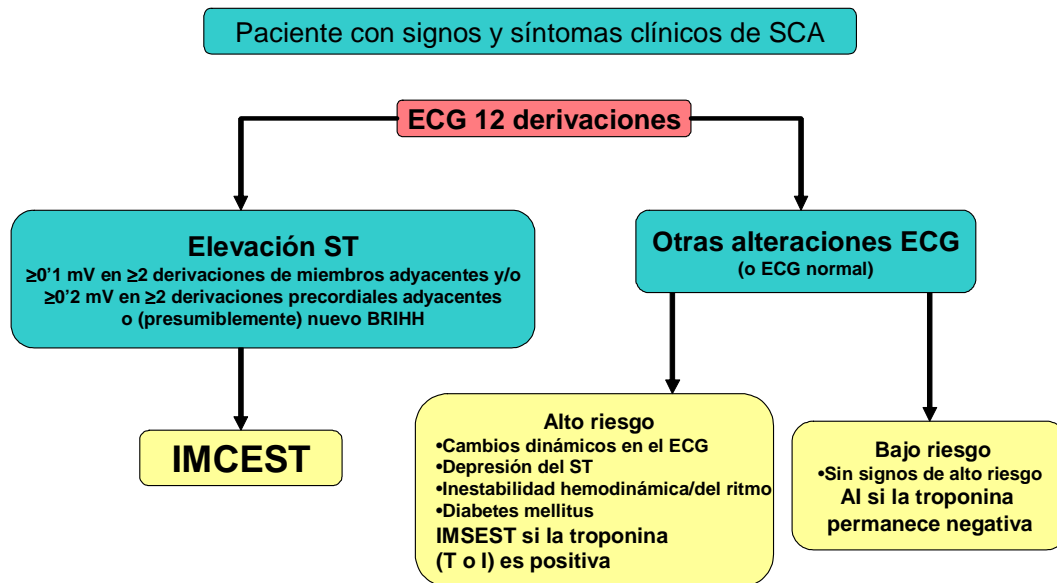 Paciente con signos y síntomas clínicos de SCA
ECG 12 derivaciones
Elevación ST
≥0'1 mV en ≥2 derivaciones de miembros adyacentes y/o
≥0'2 mV en ≥2 derivaciones precordiales adyacentes
o (presumiblemente) nuevo BRIHH
Otras alteraciones ECG
(o ECG normal)
IMCEST
Alto riesgo
•Cambios dinámicos en el ECG
•Depresión del ST
•Inestabilidad hemodinámica/del ritmo
•Diabetes mellitus
IMSEST si la troponina
(T o I) es positiva
Bajo riesgo
•Sin signos de alto riesgo
AI si la troponina
permanece negativa